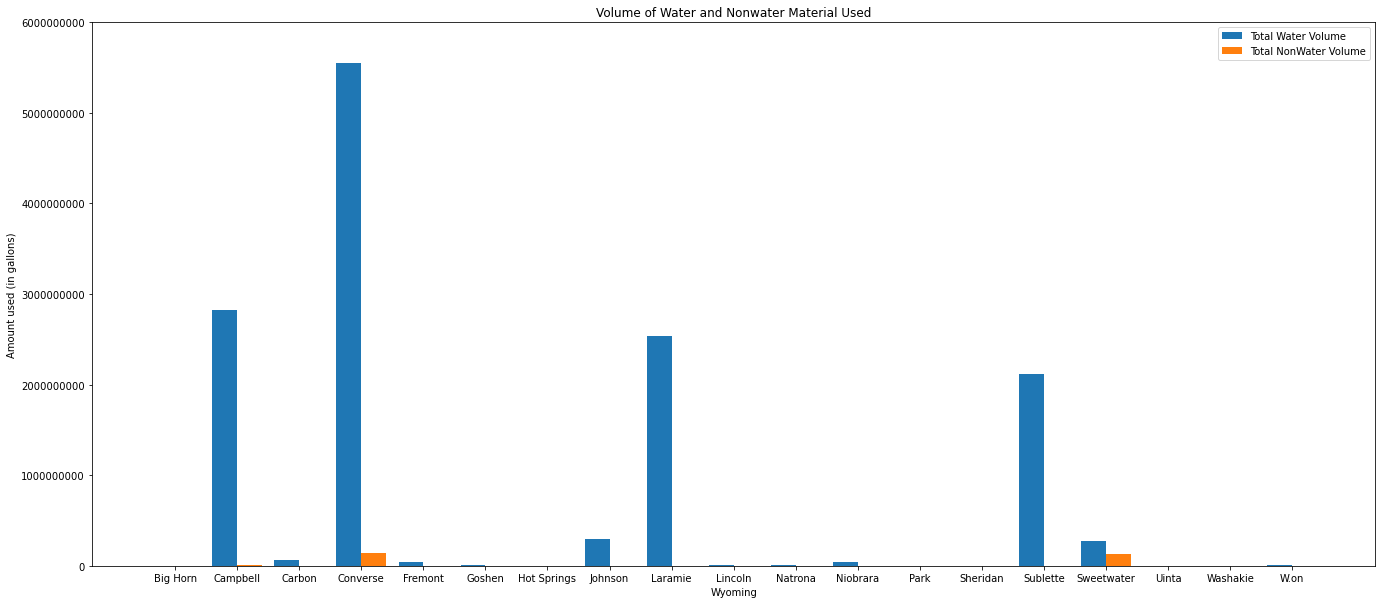 Volume of Water and Nonwater Material Used
Total Water Volume
Total NonWater Volume
6000000000
5000000000
4000000000
3000000000
2000000000
1000000000
0
Amount used (in gallons)
Big Horn Campbell Carbon Converse Fremont Goshen Hot Springs Johnson Laramie Lincoln Natrona Niobrara Park Sheridan Sublette Sweetwater Uinta Washakie W.on
Wyoming